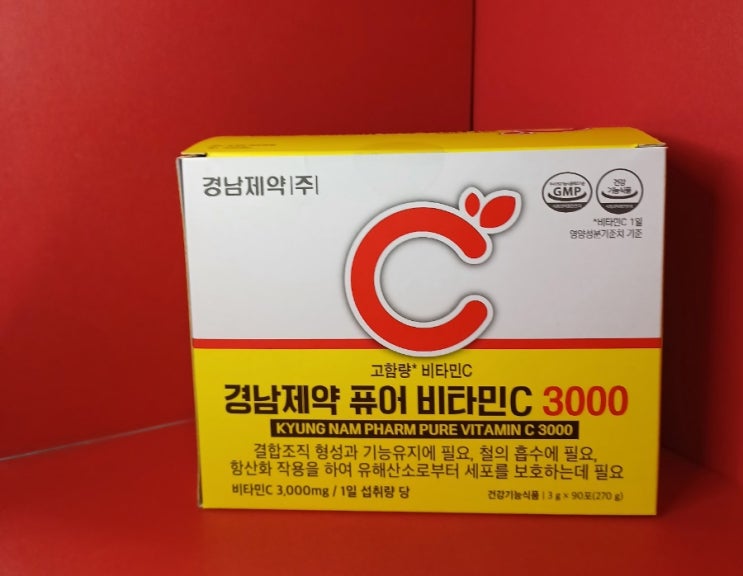 경남제약|주|
GMP
건강
기능식품
*비타민C 1일
영양성분기준치 기준
고함량* 비타민C
경남제약 퓨어 비타민C 3000
KYUNG NAM PHARM PURE VITAMIN C 3000
결합조직 형성과 기능유지에 필요, 철의 흡수에 필요,
항산화 작용을 하여 유해산소로부터 세포를 보호하는데 필요
비타민C 3,000mg / 1일 섭취량 당
건강기능식품 | 3 g × 90포(270 g)